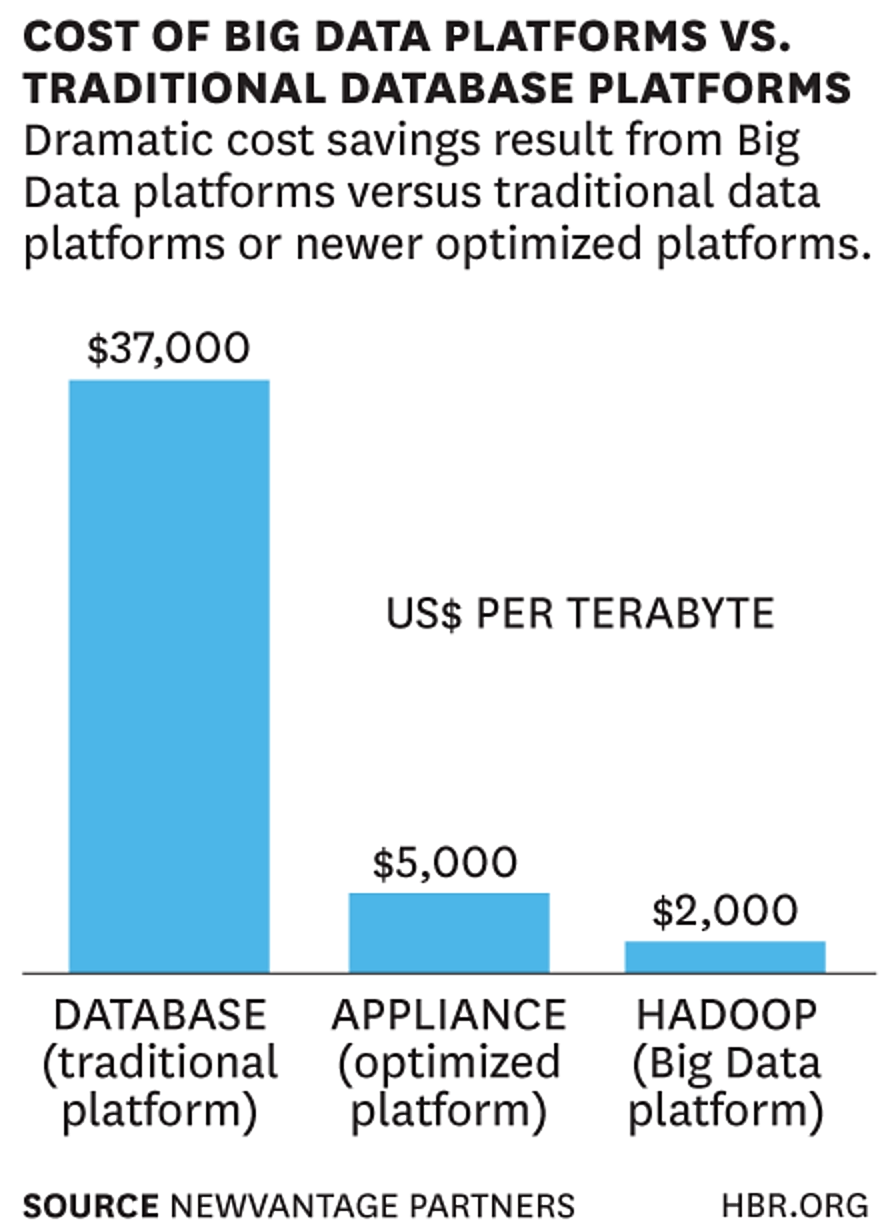 COST OF BIG DATA PLATFORMS VS.
TRADITIONAL DATABASE PLATFORMS
Dramatic cost savings result from Big
Data platforms versus traditional data
platforms or newer optimized platforms.
$37,000
US$ PER TERABYTE
$5,000
$2,000
DATABASE
(traditional
platform)
APPLIANCE
(optimized
platform)
HADOOP
(Big Data
platform)
SOURCE NEWVANTAGE PARTNERS
HBR.ORG